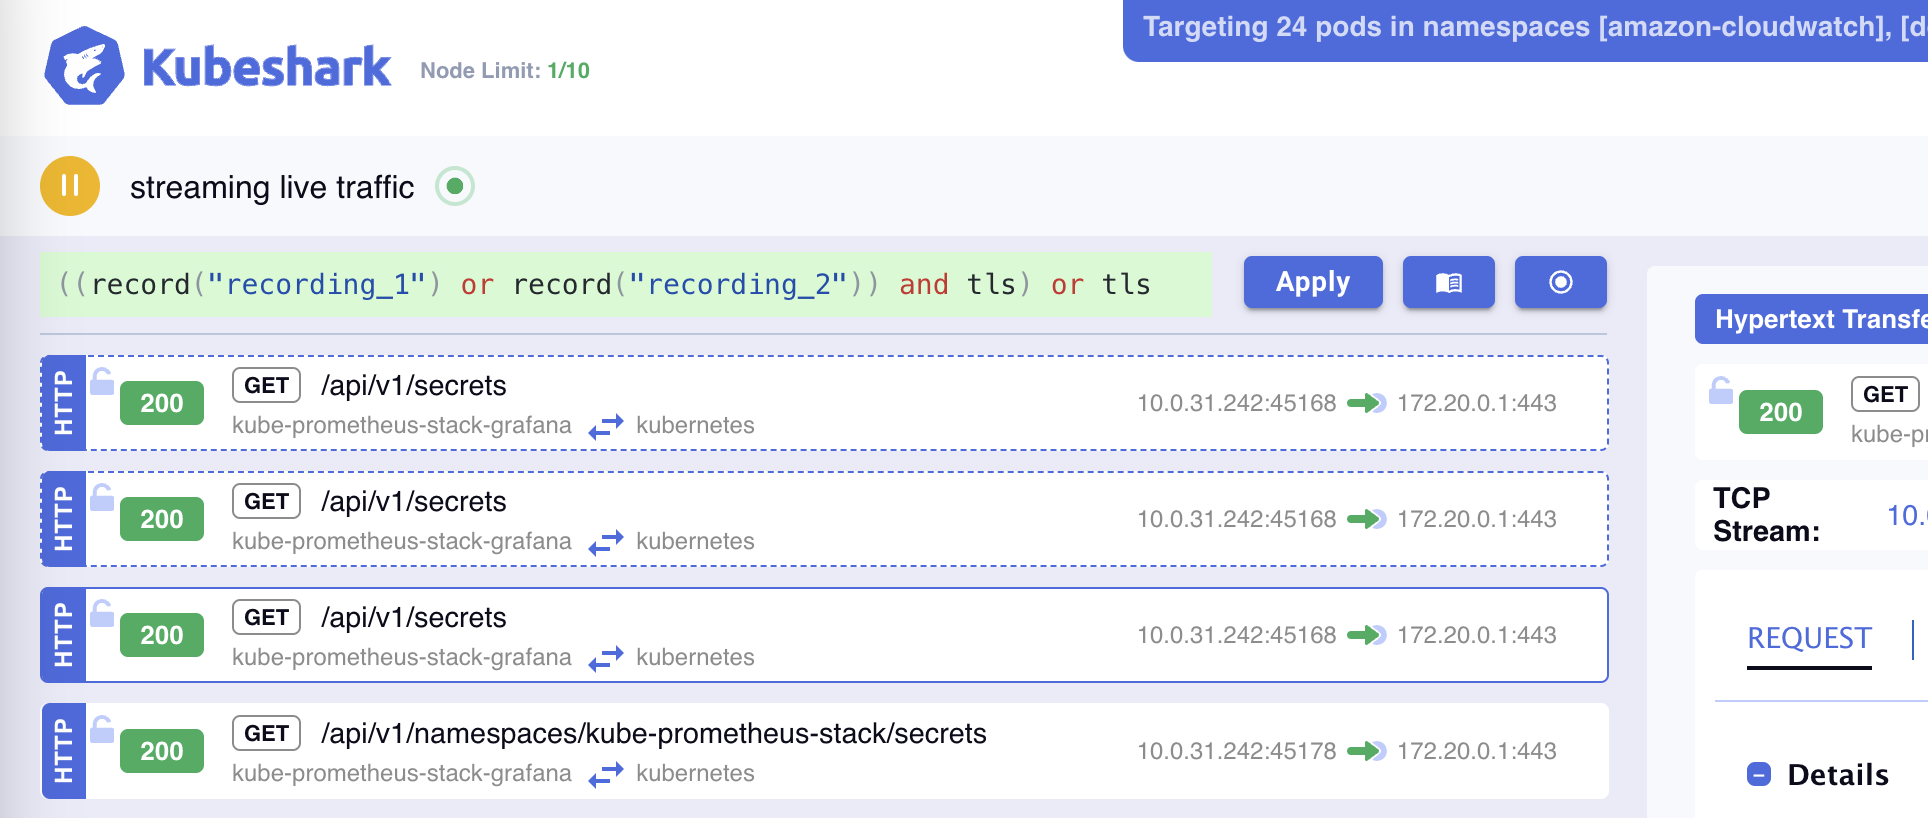 Kubeshark
Node Limit: 1/10
Targeting 24 pods in namespaces [amazon-cloudwatch], [d
streaming live traffic
((record("recording_1") or record("recording_2")) and tls) or tls
Apply
HTTP
200
GET /api/v1/secrets
kube-prometheus-stack-grafana kubernetes
10.0.31.242:45168 172.20.0.1:443
HTTP
200
GET /api/v1/secrets
kube-prometheus-stack-grafana kubernetes
10.0.31.242:45168 172.20.0.1:443
HTTP
200
GET /api/v1/secrets
kube-prometheus-stack-grafana kubernetes
10.0.31.242:45168 172.20.0.1:443
HTTP
200
GET /api/v1/namespaces/kube-prometheus-stack/secrets
kube-prometheus-stack-grafana kubernetes
10.0.31.242:45178 172.20.0.1:443
Hypertext Transfe
200
GET
kube-pr
TCP
Stream:
10.
REQUEST
Details